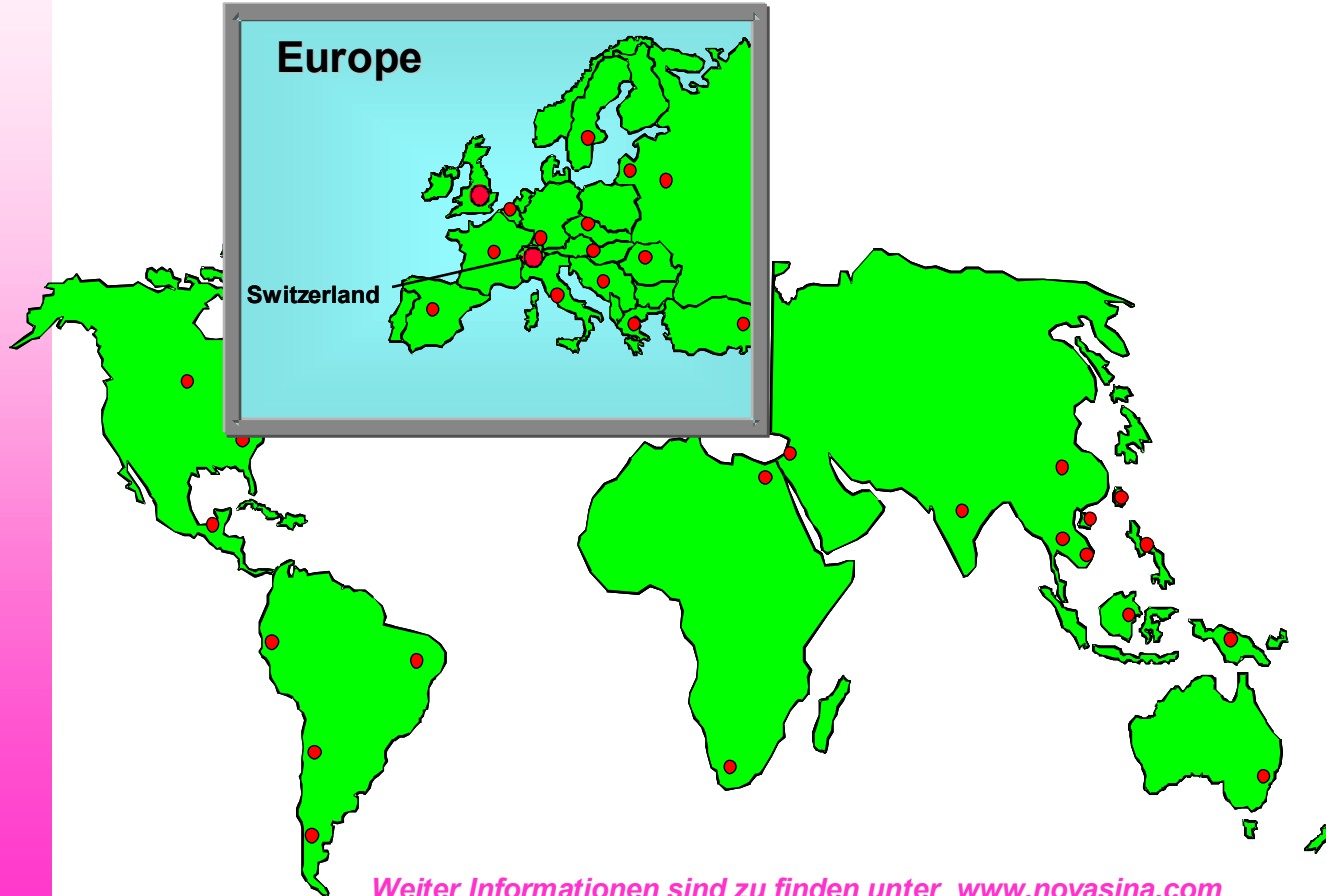 Europe
Switzerland
Weiter Informationen sind zu finden unter www.novasina.com